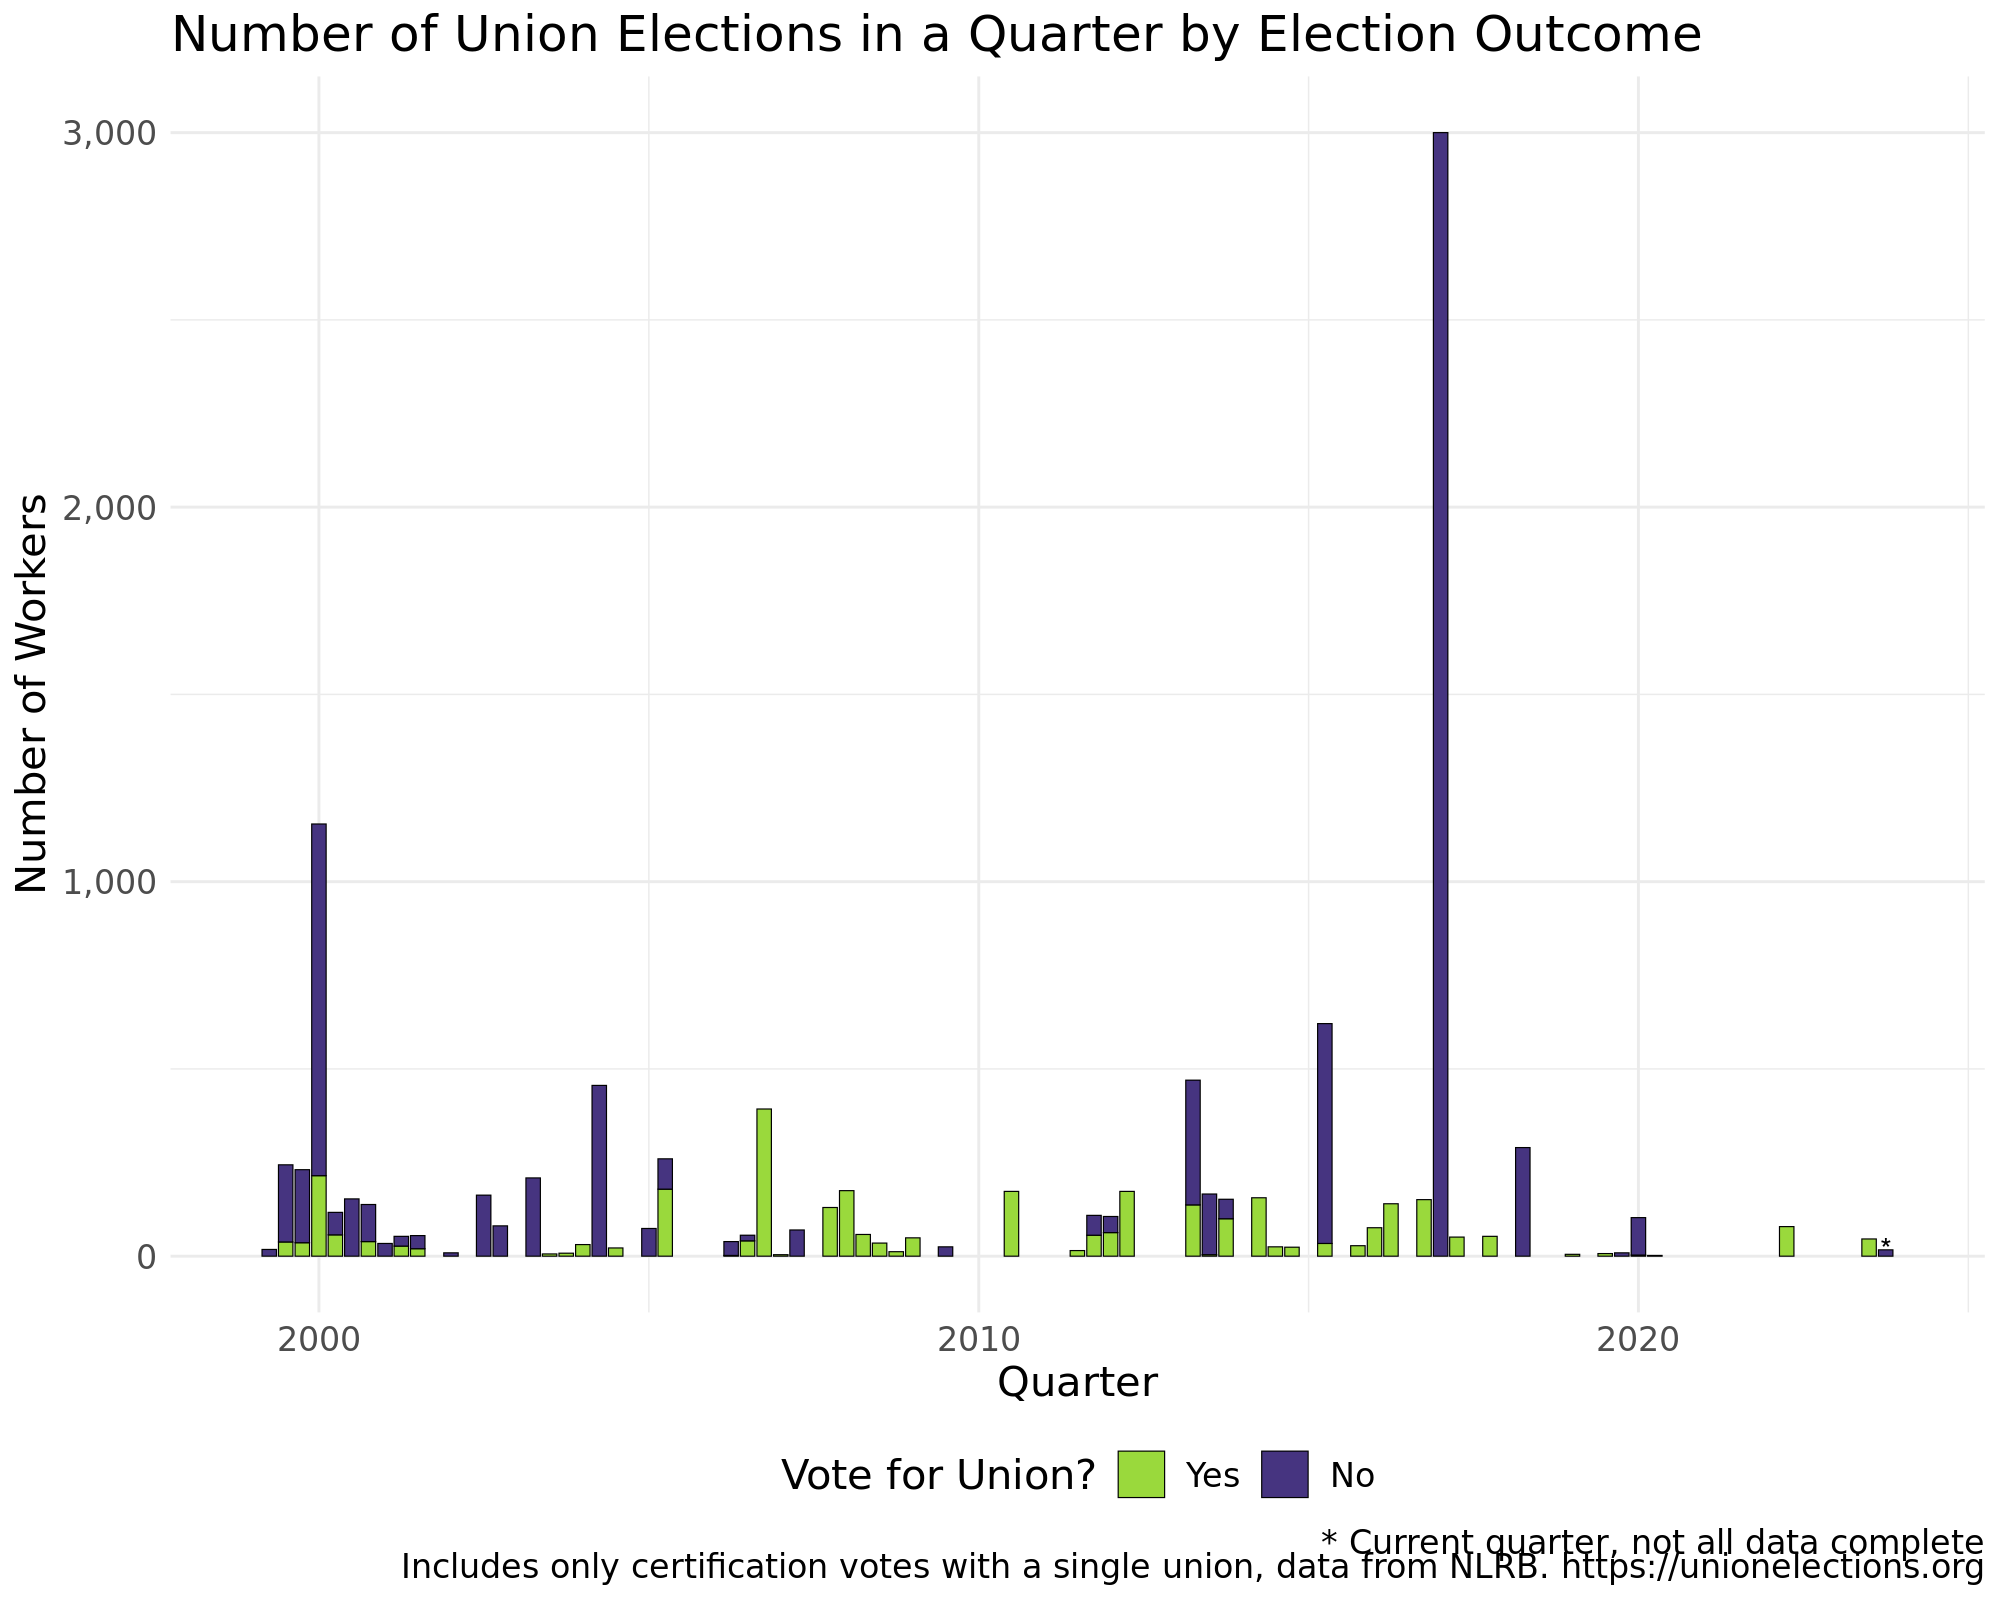 Number of Union Elections in a Quarter by Election Outcome
Number of Workers
3,000
2,000
1,000
0
*
2000 2010 2020
Quarter
Vote for Union? Yes No
* Current quarter, not all data complete
Includes only certification votes with a single union, data from NLRB. https://unionelections.org